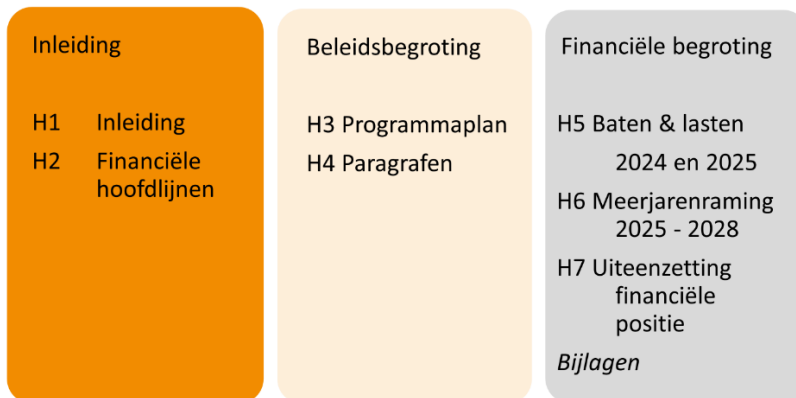 Inleiding
H1 Inleiding
H2 Financiële
hoofdlijnen
Beleidsbegroting
H3 Programmaplan
H4 Paragrafen
Financiële begroting
H5 Baten & lasten
2024 en 2025
H6 Meerjarenraming
2025 - 2028
H7 Uiteenzetting
financiële
positie
Bijlagen